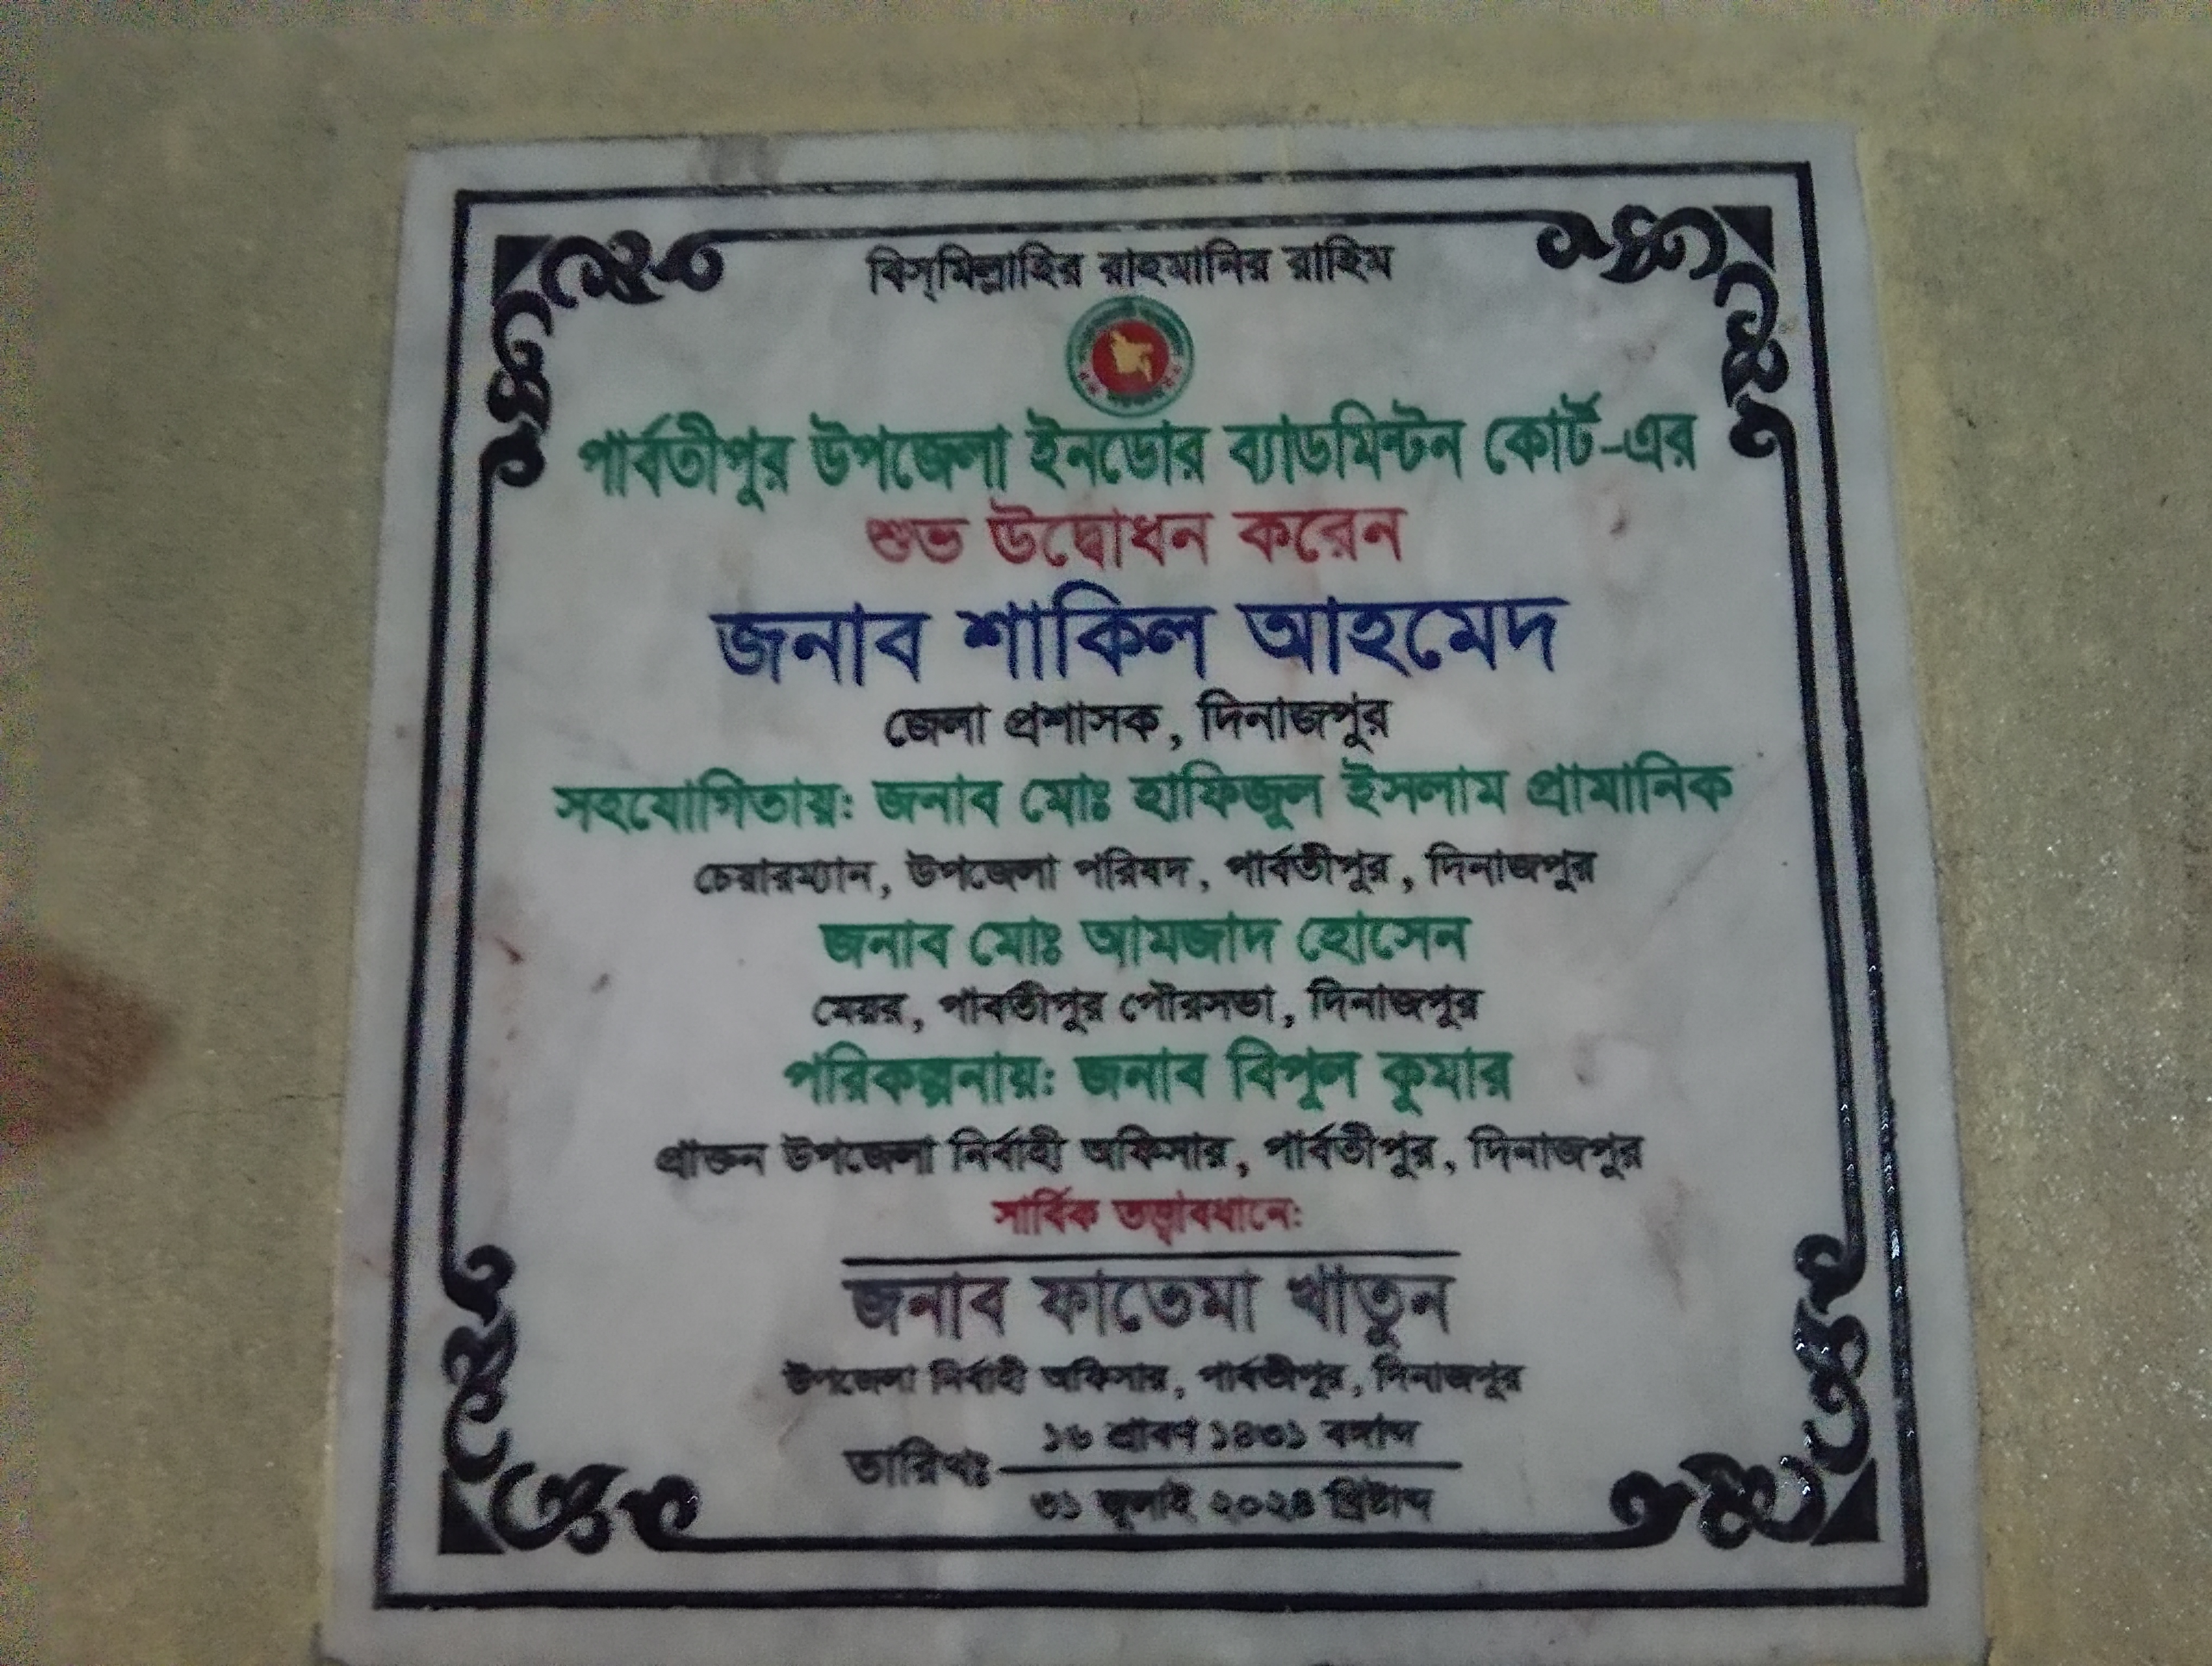 বিস্‌মিল্লাহির রাহমানির রাহিম
পার্বতীপুর উপজেলা ইনডোর ব্যাডমিন্টন কোর্ট-এর
শুভ উদ্বোধন করেন
জনাব শাকিল আহমেদ
জেলা প্রশাসক, দিনাজপুর
সহযোগিতায়: জনাব মোঃ হাফিজুল ইসলাম প্রামানিক
চেয়ারম্যান, উপজেলা পরিষদ, পার্বতীপুর, দিনাজপুর
জনাব মোঃ আমজাদ হোসেন
মেয়র, পার্বতীপুর পৌরসভা, দিনাজপুর
পরিকল্পনায়: জনাব বিপুল কুমার
প্রাক্তন উপজেলা নির্বাহী অফিসার, পার্বতীপুর, দিনাজপুর
সার্বিক তত্ত্বাবধানে:
জনাব ফাতেমা খাতুন
উপজেলা নির্বাহী অফিসার, পার্বতীপুর, দিনাজপুর
তারিখঃ ১৬ শ্রাবণ ১৪৩১ বঙ্গাব্দ
৩১ জুলাই ২০২৪ খ্রিষ্টাব্দ